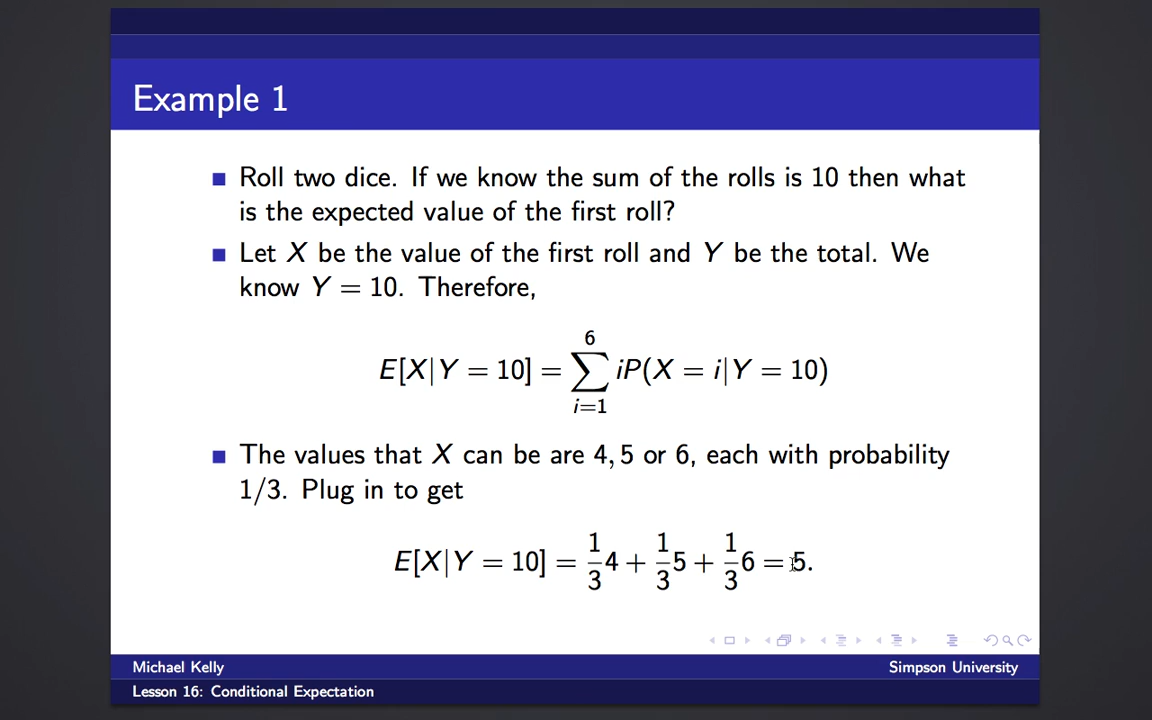 Example 1
Roll two dice. If we know the sum of the rolls is 10 then what
is the expected value of the first roll?
Let X be the value of the first roll and Y be the total. We
know Y = 10. Therefore,
E[X|Y = 10] = \sum_{i=1}^{6} iP(X = i|Y = 10)
The values that X can be are 4, 5 or 6, each with probability
1/3. Plug in to get
E[X|Y = 10] = \frac{1}{3}4 + \frac{1}{3}5 + \frac{1}{3}6 = 5.
Michael Kelly Simpson University
Lesson 16: Conditional Expectation